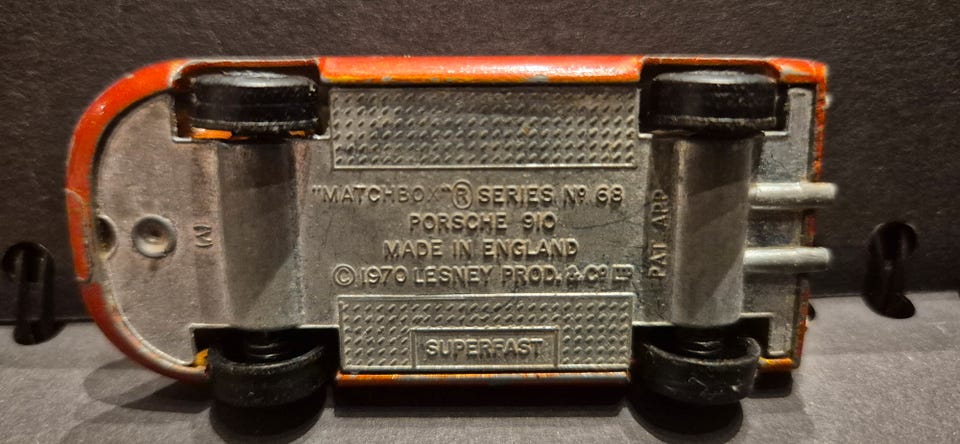 "MATCHBOX"® SERIES Nº 68
PORSCHE 910
MADE IN ENGLAND
© 1970 LESNEY PROD. & Cº LTD
SUPERFAST
PAT APP